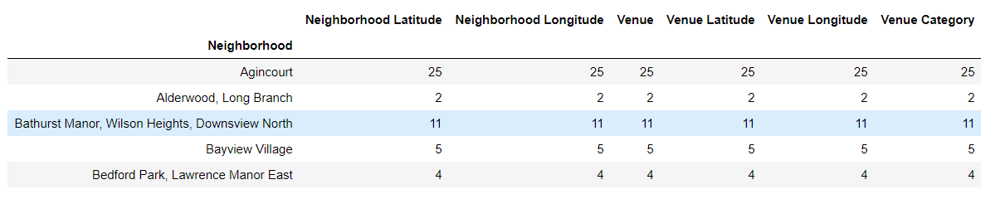 Neighborhood Latitude Neighborhood Longitude Venue Venue Latitude Venue Longitude Venue Category
Neighborhood
Agincourt 25 25 25 25 25 25
Alderwood, Long Branch 2 2 2 2 2 2
Bathurst Manor, Wilson Heights, Downsview North 11 11 11 11 11 11
Bayview Village 5 5 5 5 5 5
Bedford Park, Lawrence Manor East 4 4 4 4 4 4